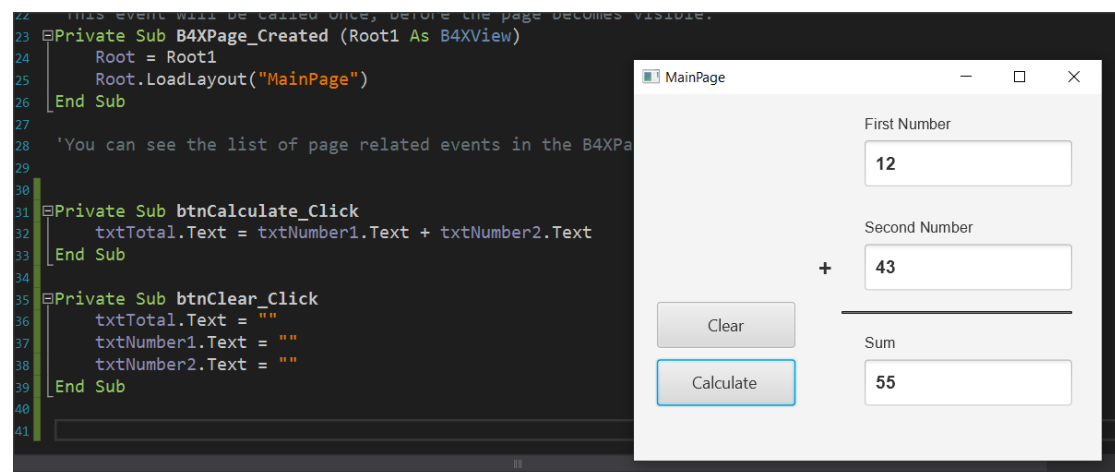 22 'This event will be called once, before the page becomes visible.
23 Private Sub B4XPage_Created (Root1 As B4XView)
24 Root = Root1
25 Root.LoadLayout("MainPage")
26 End Sub
27
28 'You can see the list of page related events in the B4XPa
29
30
31 Private Sub btnCalculate_Click
32 txtTotal.Text = txtNumber1.Text + txtNumber2.Text
33 End Sub
34
35 Private Sub btnClear_Click
36 txtTotal.Text = ""
37 txtNumber1.Text = ""
38 txtNumber2.Text = ""
39 End Sub
40
41
MainPage
First Number
12
Second Number
+ 43
Clear
Sum
Calculate
55